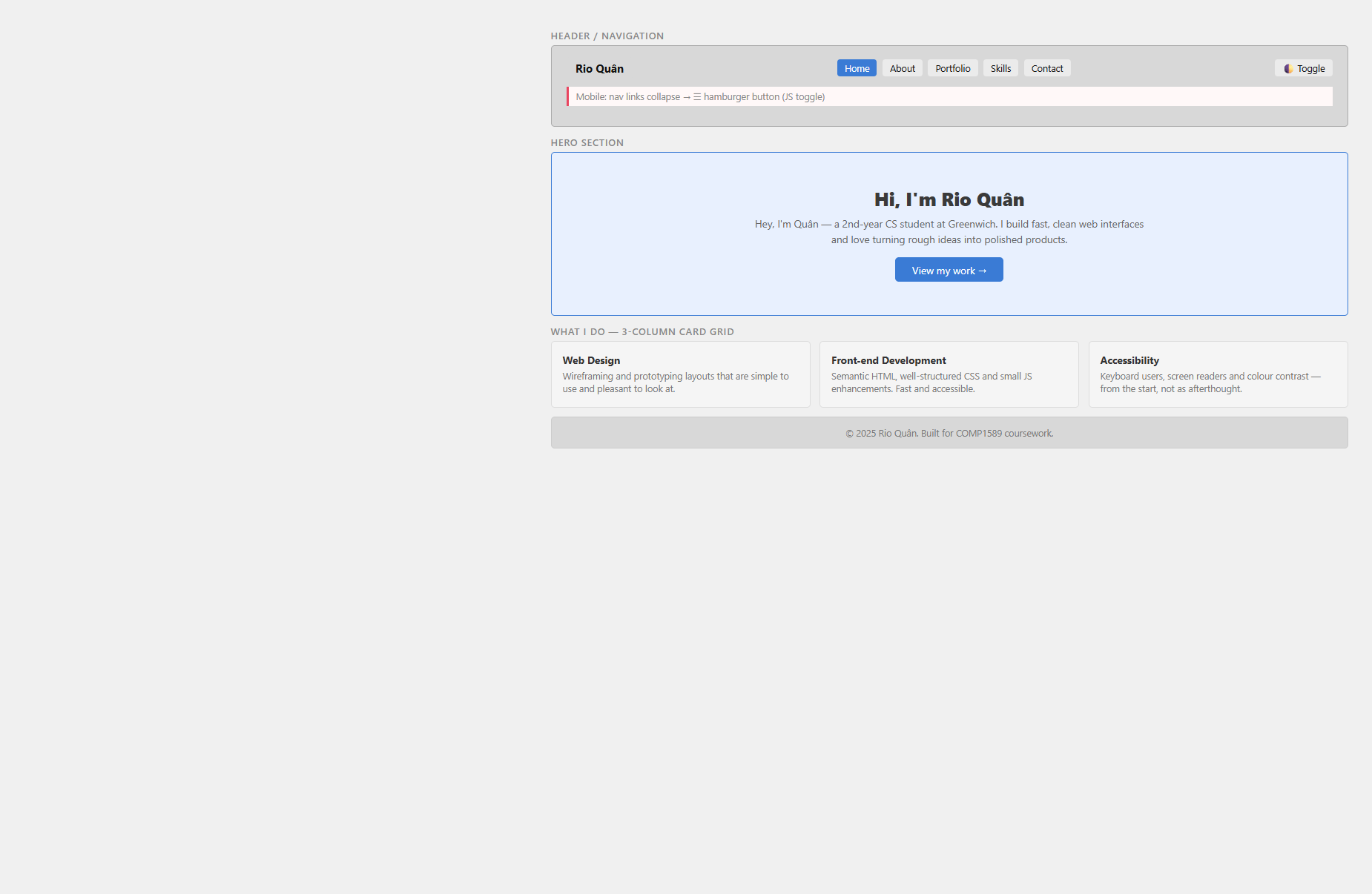 HEADER / NAVIGATION
Rio Quân Home About Portfolio Skills Contact Toggle
Mobile: nav links collapse → ☰ hamburger button (JS toggle)
HERO SECTION
Hi, I'm Rio Quân
Hey, I'm Quân — a 2nd-year CS student at Greenwich. I build fast, clean web interfaces
and love turning rough ideas into polished products.
View my work →
WHAT I DO — 3-COLUMN CARD GRID
Web Design
Wireframing and prototyping layouts that are simple to
use and pleasant to look at.
Front-end Development
Semantic HTML, well-structured CSS and small JS
enhancements. Fast and accessible.
Accessibility
Keyboard users, screen readers and colour contrast —
from the start, not as afterthought.
© 2025 Rio Quân. Built for COMP1589 coursework.